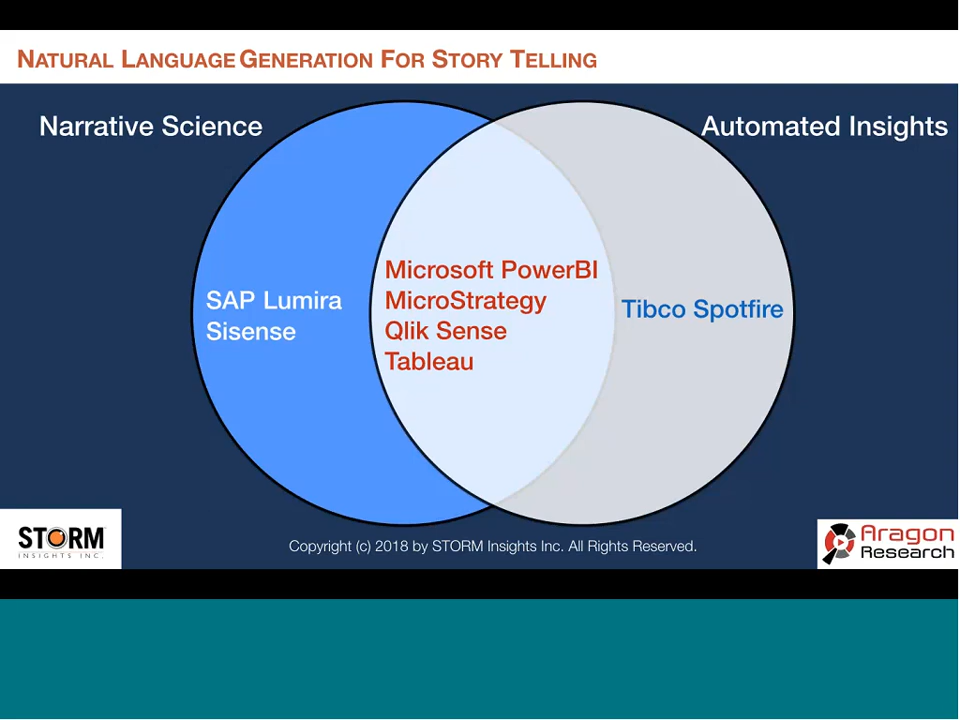 NATURAL LANGUAGE GENERATION FOR STORY TELLING
Narrative Science
Automated Insights
SAP Lumira
Sisense
Microsoft PowerBI
MicroStrategy
Qlik Sense
Tableau
Tibco Spotfire
STORM
INSIGHTS INC.
Copyright (c) 2018 by STORM Insights Inc. All Rights Reserved.
Aragon
Research